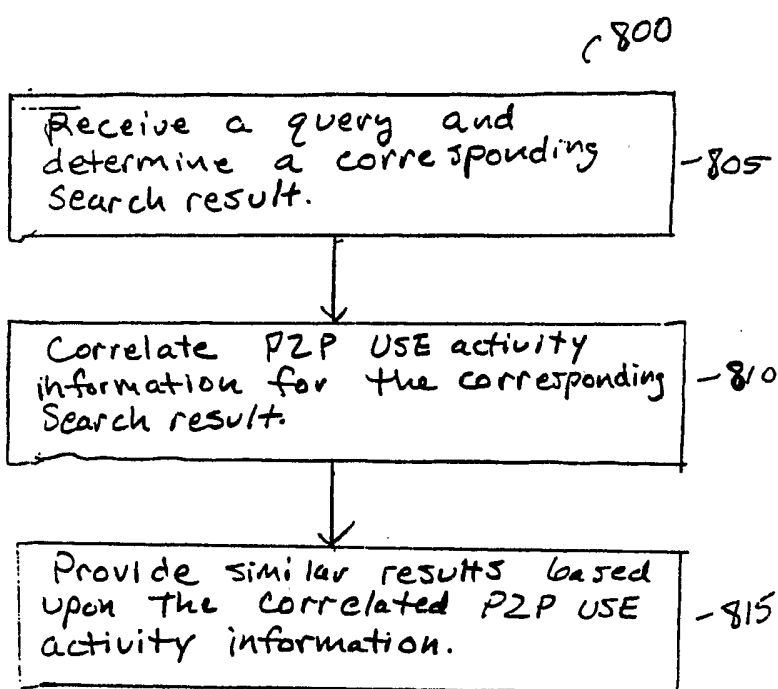 800
Receive a query and
determine a corresponding
Search result.
805
Correlate P2P USE activity
information for the corresponding
Search result.
810
Provide similar results based
upon the correlated P2P USE
activity information.
815